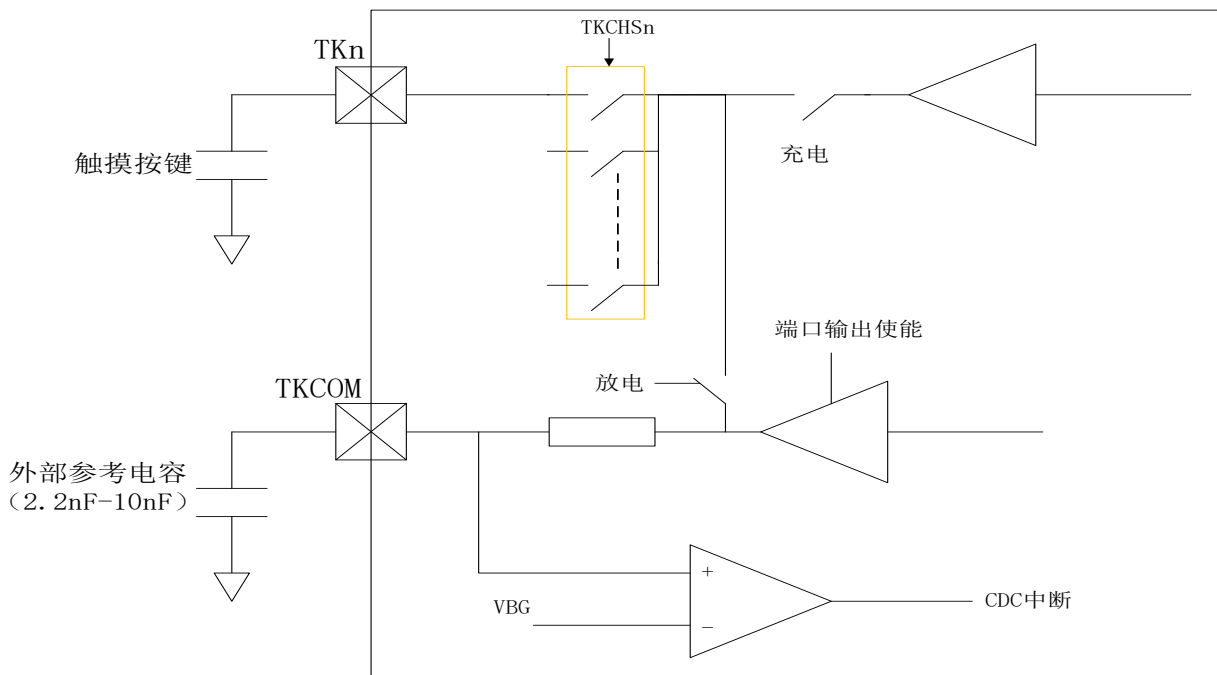 TKCHSn
TKn
充电
触摸按键
端口输出使能
TKCOM
放电
外部参考电容
（2.2nF-10nF）
+
VBG
−
CDC中断